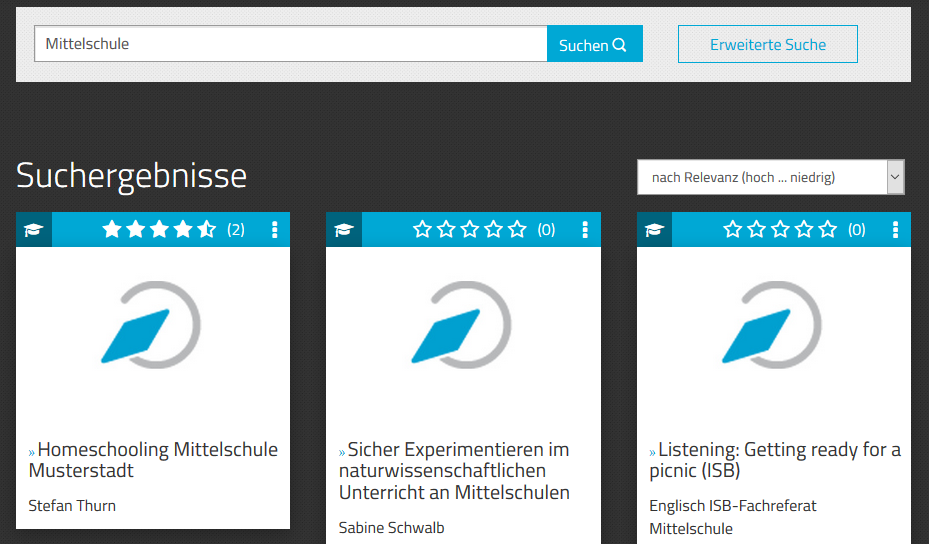 Mittelschule
Suchen
Erweiterte Suche
Suchergebnisse
nach Relevanz (hoch ... niedrig)
(2)
(0)
(0)
»Homeschooling Mittelschule
Musterstadt
Stefan Thurn
»Sicher Experimentieren im
naturwissenschaftlichen
Unterricht an Mittelschulen
Sabine Schwalb
»Listening: Getting ready for a
picnic (ISB)
Englisch ISB-Fachreferat
Mittelschule